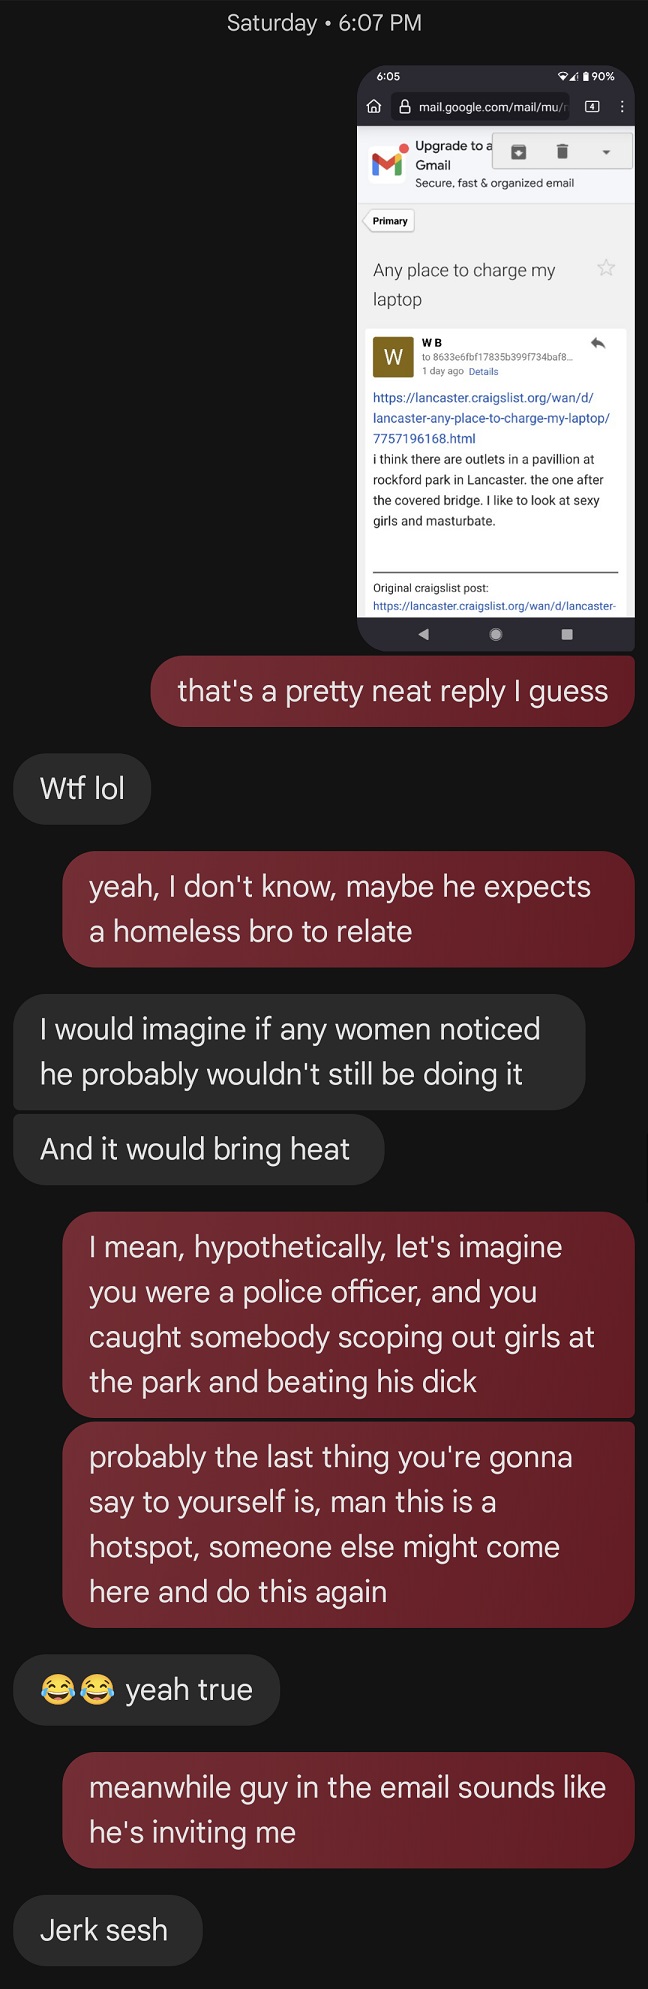 Saturday • 6:07 PM
6:05
90%
mail.google.com/mail/mu/
4
Upgrade to a
Gmail
Secure, fast & organized email
Primary
Any place to charge my
laptop
W
W B
to 8633e6fbf17835b399f734baf8...
1 day ago Details
https://lancaster.craigslist.org/wan/d/
lancaster-any-place-to-charge-my-laptop/
7757196168.html
i think there are outlets in a pavillion at
rockford park in Lancaster. the one after
the covered bridge. I like to look at sexy
girls and masturbate.
Original craigslist post:
https://lancaster.craigslist.org/wan/d/lancaster-
that's a pretty neat reply I guess
Wtf lol
yeah, I don't know, maybe he expects
a homeless bro to relate
I would imagine if any women noticed
he probably wouldn't still be doing it
And it would bring heat
I mean, hypothetically, let's imagine
you were a police officer, and you
caught somebody scoping out girls at
the park and beating his dick
probably the last thing you're gonna
say to yourself is, man this is a
hotspot, someone else might come
here and do this again
😂😂 yeah true
meanwhile guy in the email sounds like
he's inviting me
Jerk sesh